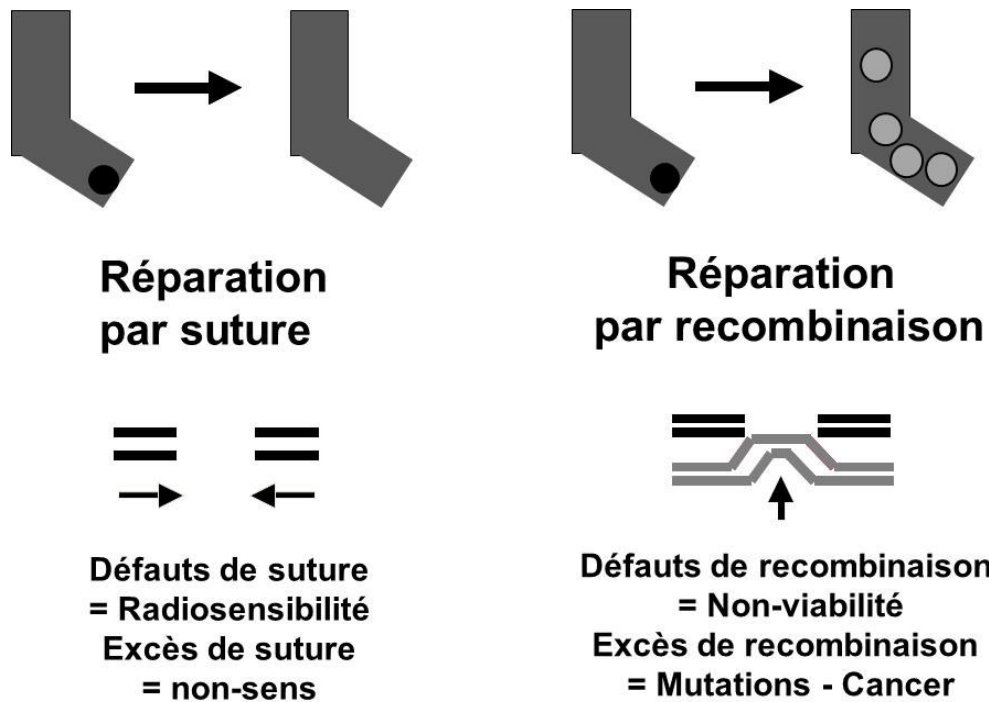 Réparation
par suture
Réparation
par recombinaison
Défauts de suture
= Radiosensibilité
Excès de suture
= non-sens
Défauts de recombinaison
= Non-viabilité
Excès de recombinaison
= Mutations - Cancer